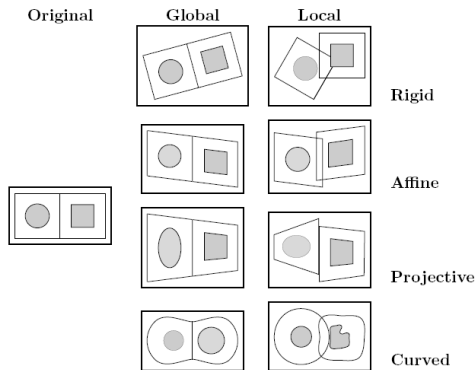 Original Global Local
Rigid
Affine
Projective
Curved